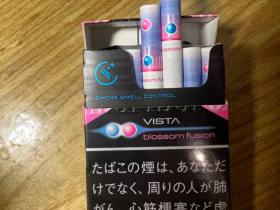 SMOKE SMELL CONTROL
VISTA
blossom fusion
たばこの煙は、あなただ
けでなく、周りの人が肺
がん、心筋梗塞など虚